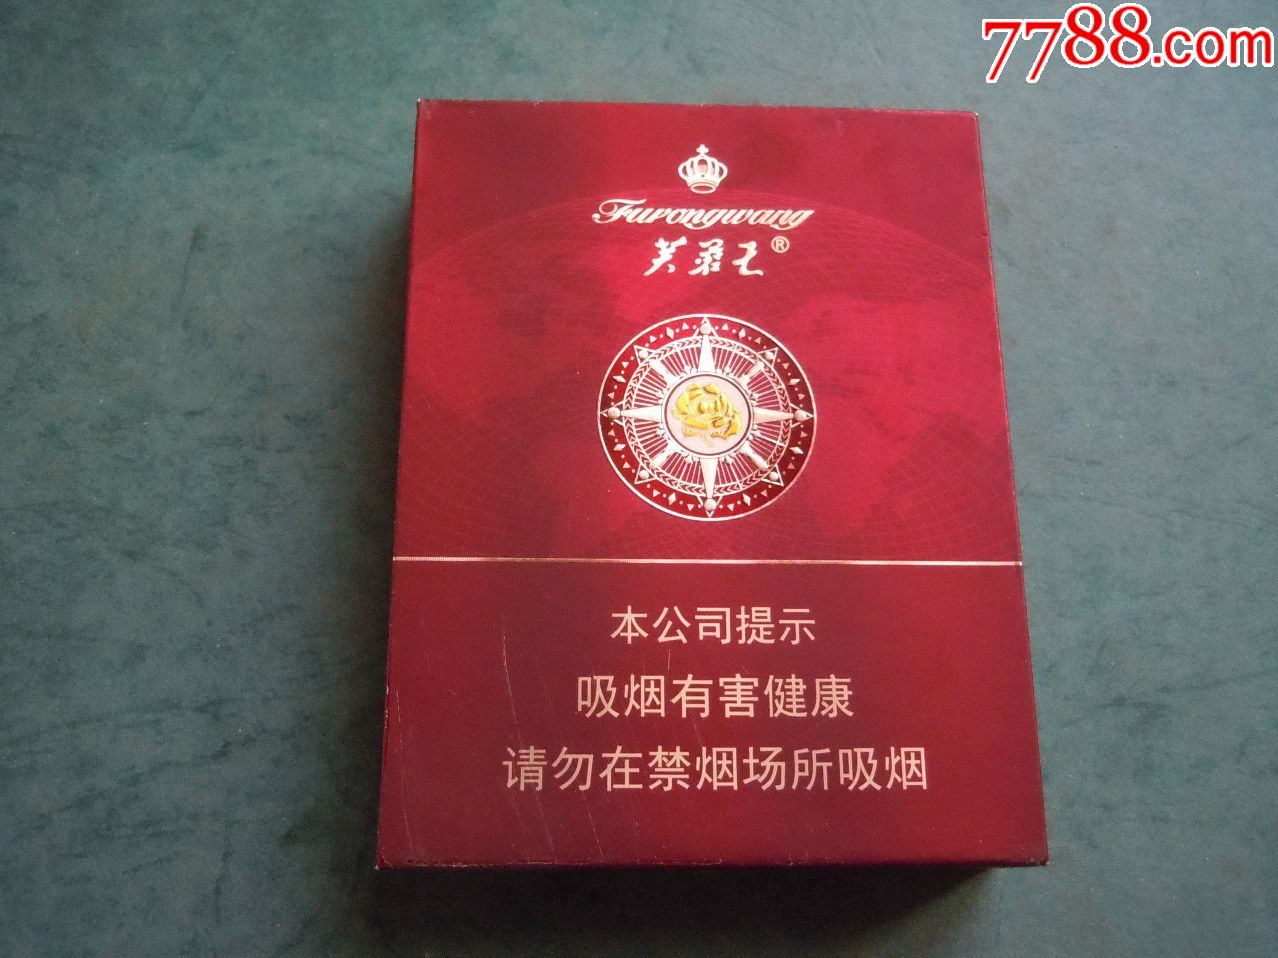 7788.com
Furongwang
芙蓉王®
本公司提示
吸烟有害健康
请勿在禁烟场所吸烟